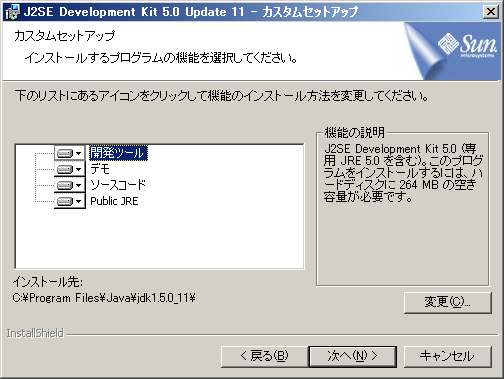 J2SE Development Kit 5.0 Update 11 - カスタムセットアップ
カスタムセットアップ
インストールするプログラムの機能を選択してください。
Sun
microsystems
下のリストにあるアイコンをクリックして機能のインストール方法を変更してください。
開発ツール
デモ
ソースコード
Public JRE
機能の説明
J2SE Development Kit 5.0 (専
用 JRE 5.0 を含む)。このプログ
ラムをインストールするには、ハ
ードディスクに 264 MB の空き
容量が必要です。
インストール先:
C:¥Program Files¥Java¥jdk1.5.0_11¥
変更(C)...
InstallShield
< 戻る(B)
次へ(N) >
キャンセル